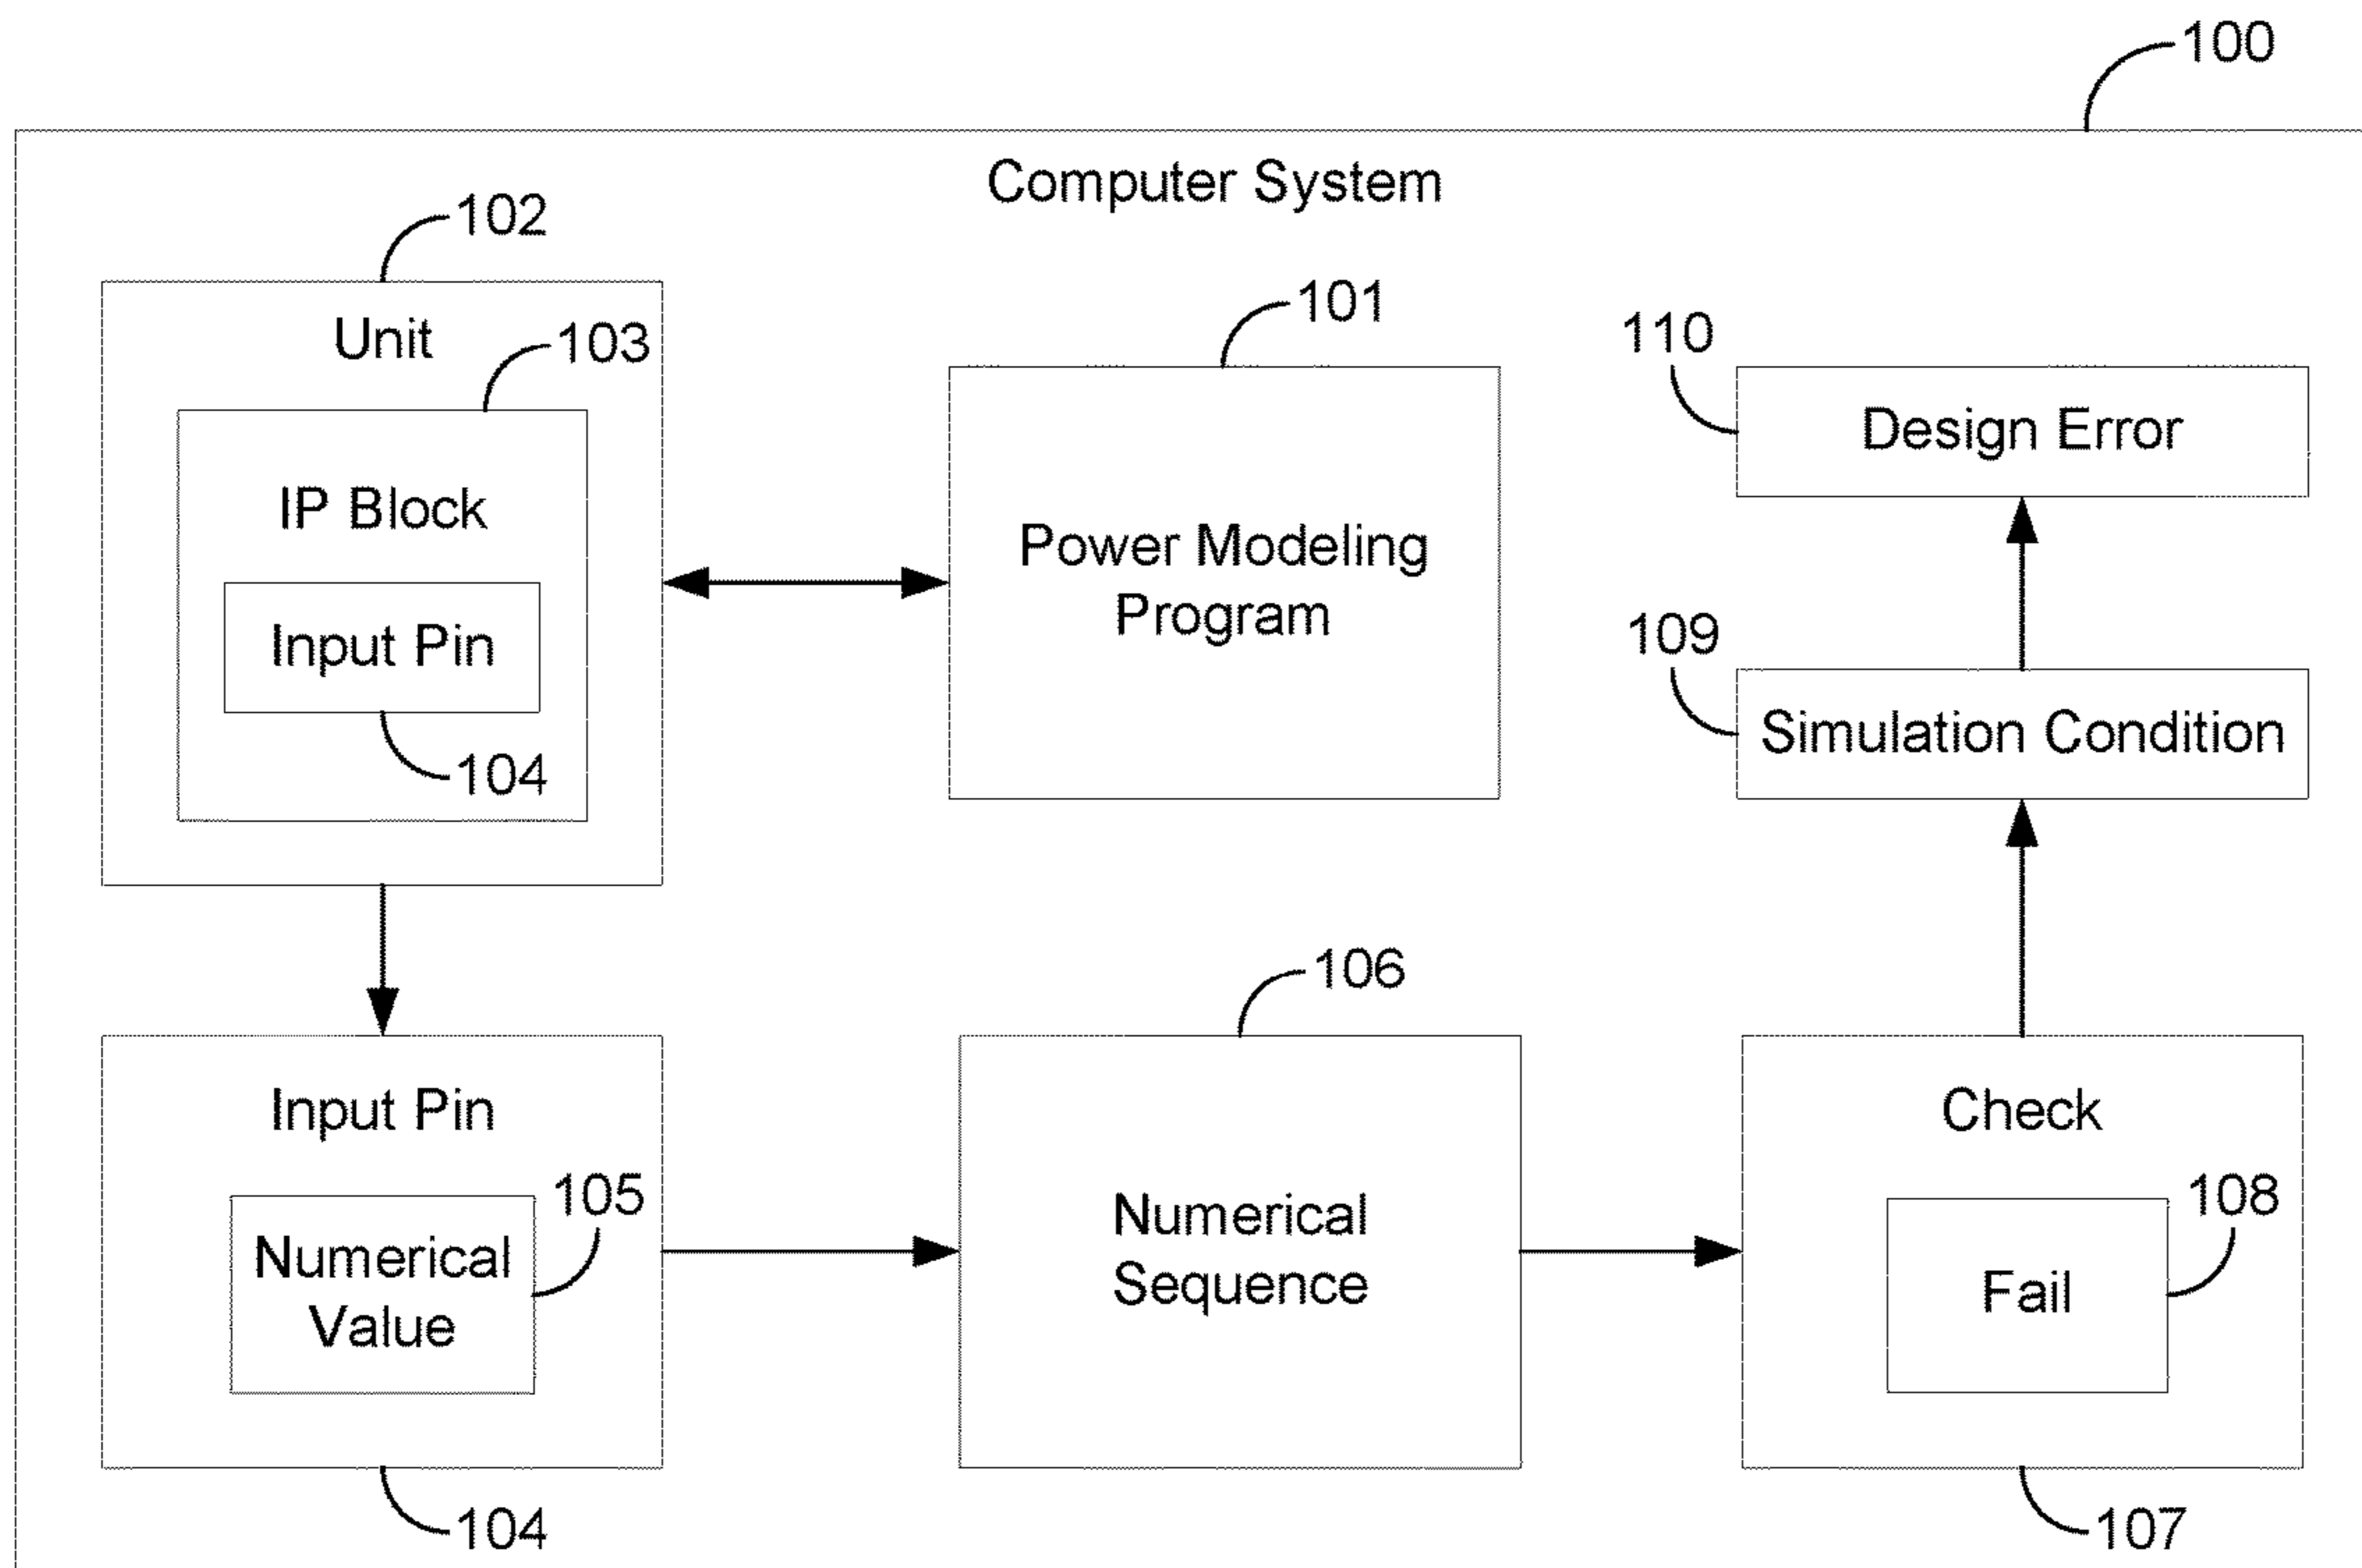 100
Computer System
102
Unit
103
IP Block
Input Pin
104
101
Power Modeling
Program
110
Design Error
109
Simulation Condition
Input Pin
105
Numerical
Value
104
106
Numerical
Sequence
Check
108
Fail
107